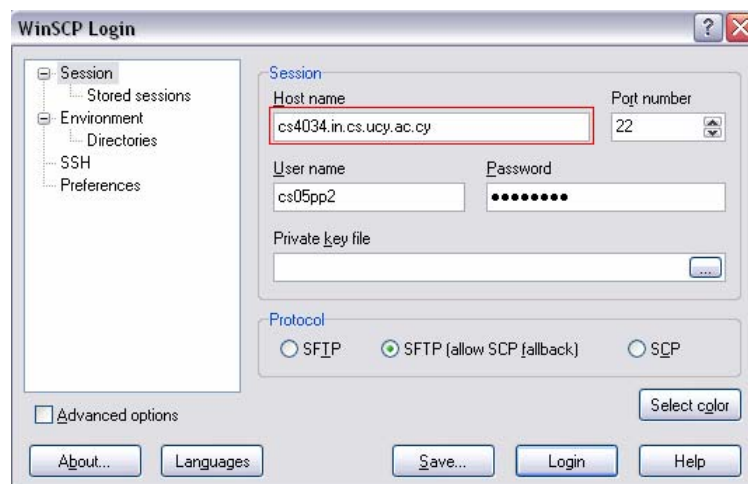 WinSCP Login
Session
Stored sessions
Environment
Directories
SSH
Preferences
Session
Host name
Port number
cs4034.in.cs.ucy.ac.cy
22
User name
Password
cs05pp2
●●●●●●●●
Private key file
...
Protocol
SFTP
SFTP (allow SCP fallback)
SCP
Advanced options
Select color
About...
Languages
Save...
Login
Help